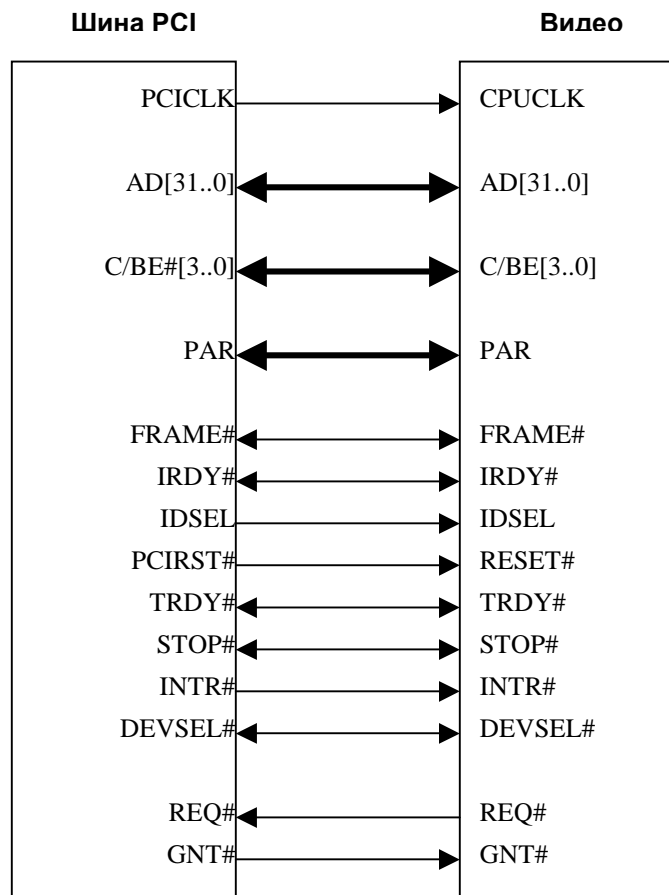 Шина PCI Видео
PCICLK CPUCLK
AD[31..0] AD[31..0]
C/BE#[3..0] C/BE[3..0]
PAR PAR
FRAME# FRAME#
IRDY# IRDY#
IDSEL IDSEL
PCIRST# RESET#
TRDY# TRDY#
STOP# STOP#
INTR# INTR#
DEVSEL# DEVSEL#
REQ# REQ#
GNT# GNT#